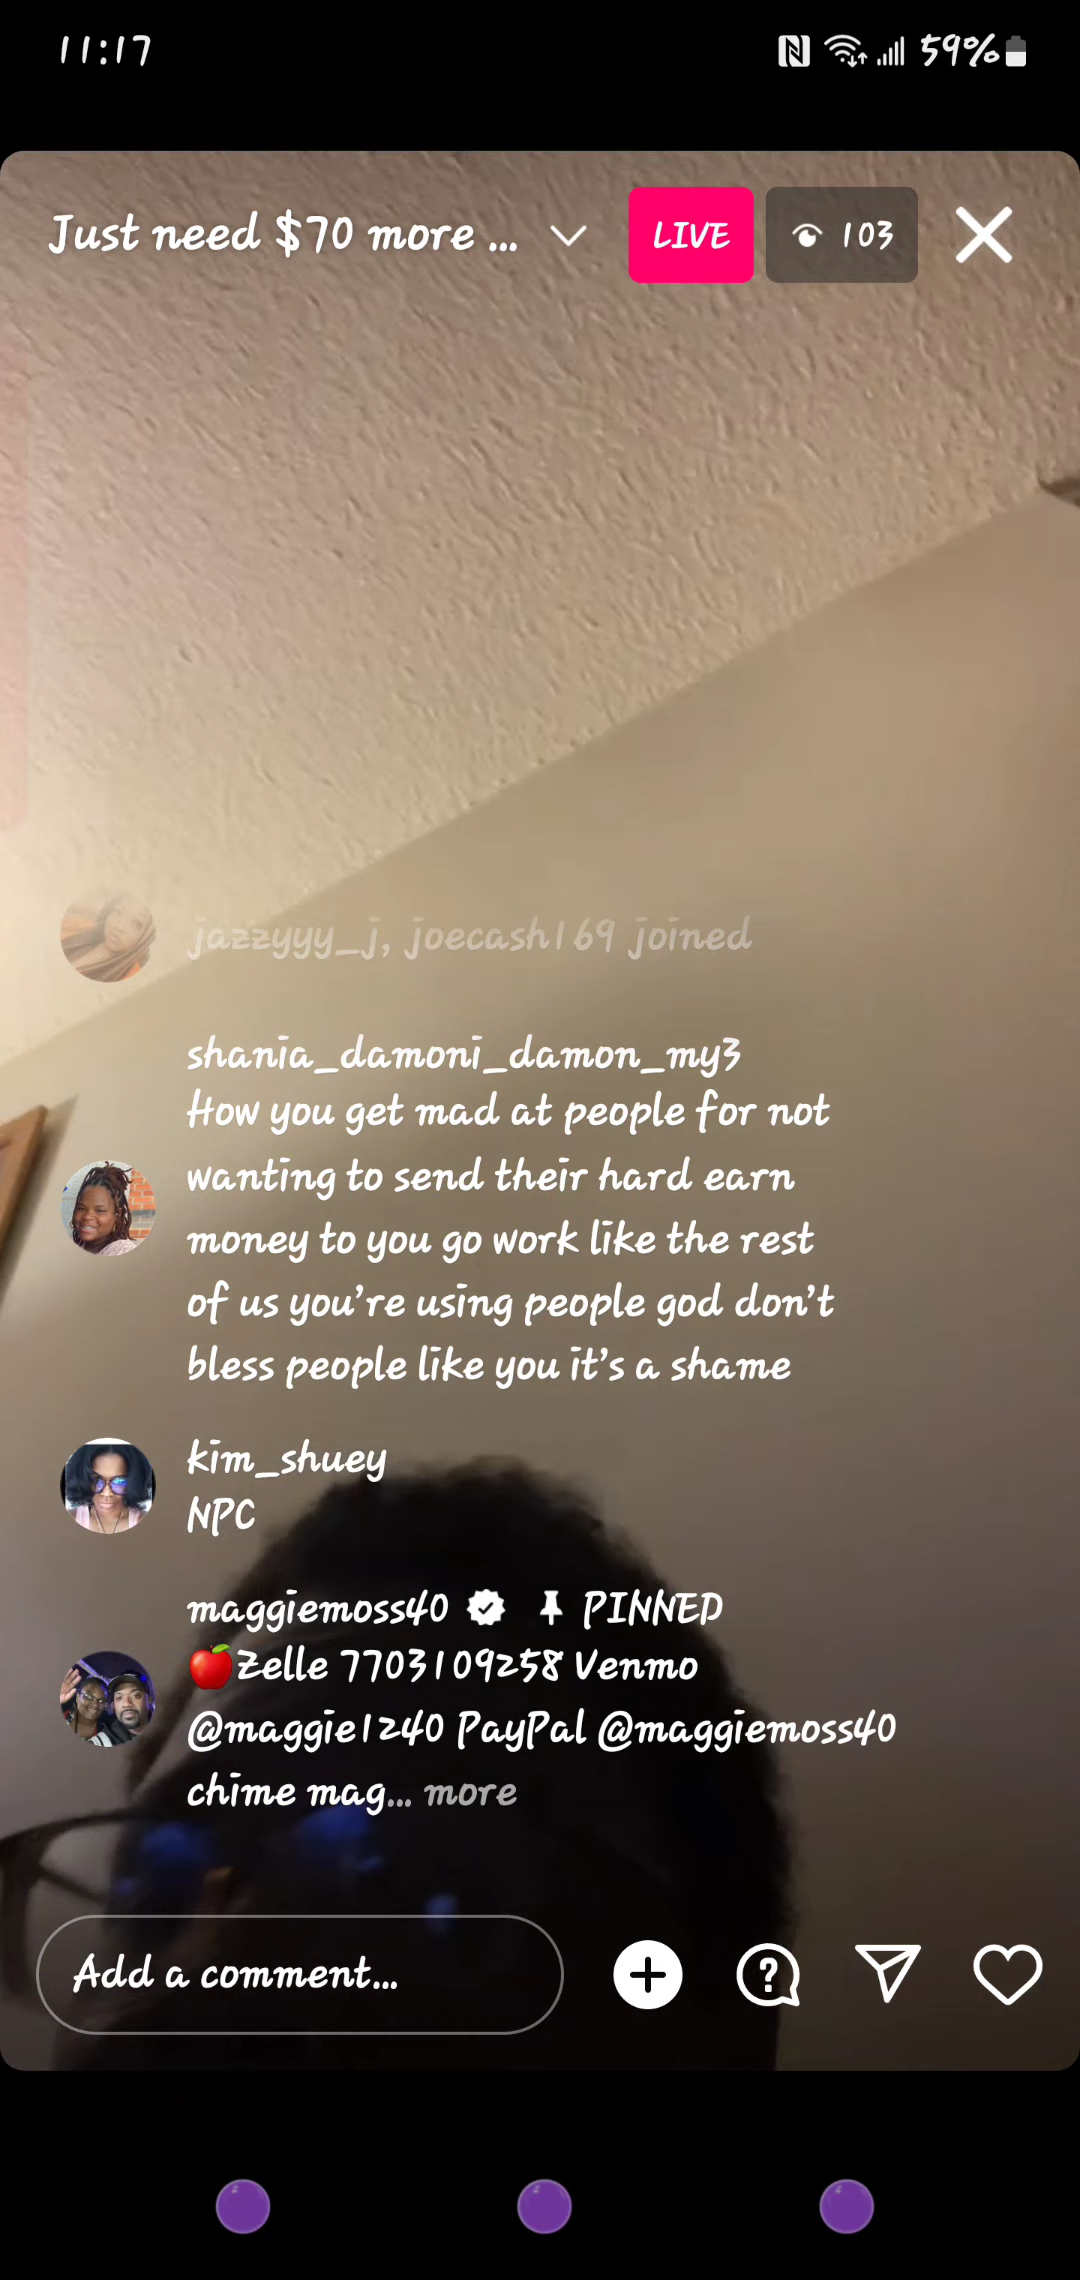 11:17
59%
Just need $70 more ...
LIVE
103
jazzyyy_j, joecash169 joined
shania_damoni_damon_my3
How you get mad at people for not
wanting to send their hard earn
money to you go work like the rest
of us you're using people god don't
bless people like you it's a shame
kim_shuey
NPC
maggiemoss40 PINNED
🍎Zelle 7703109258 Venmo
@maggie1240 PayPal @maggiemoss40
chime mag... more
Add a comment...